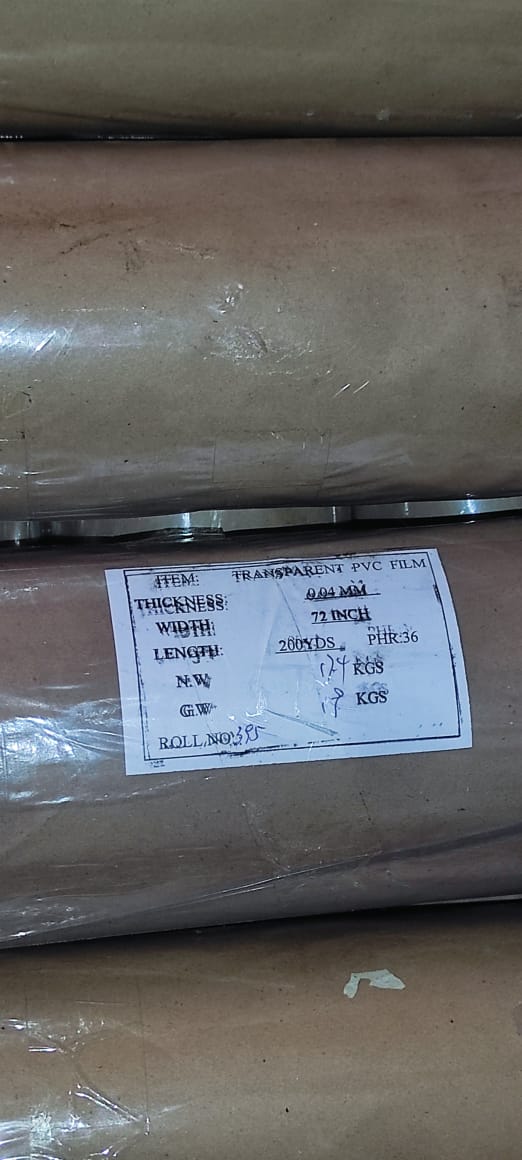 ITEM: TRANSPARENT PVC FILM
THICKNESS: 0.04 MM
WIDTH: 72 INCH
LENGTH: 200YDS PHR:36
N.W KGS
G.W KGS
ROLL NO: 395